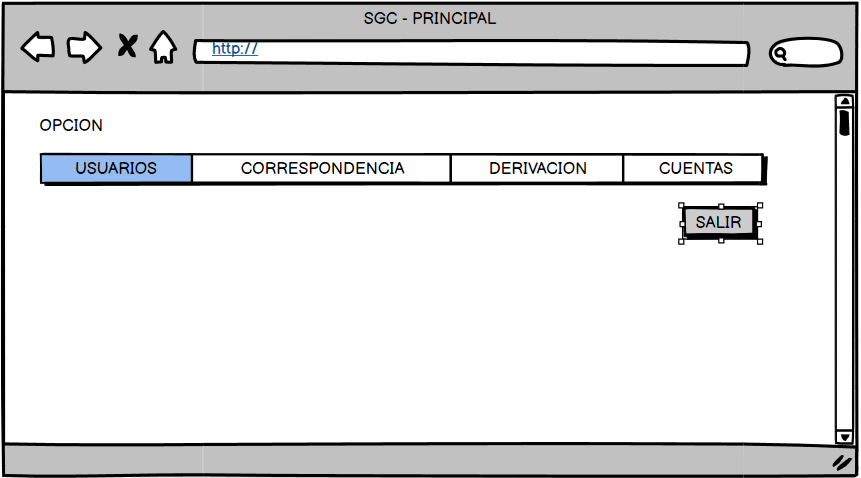 SGC - PRINCIPAL
http://
OPCION
USUARIOS CORRESPONDENCIA DERIVACION CUENTAS
SALIR